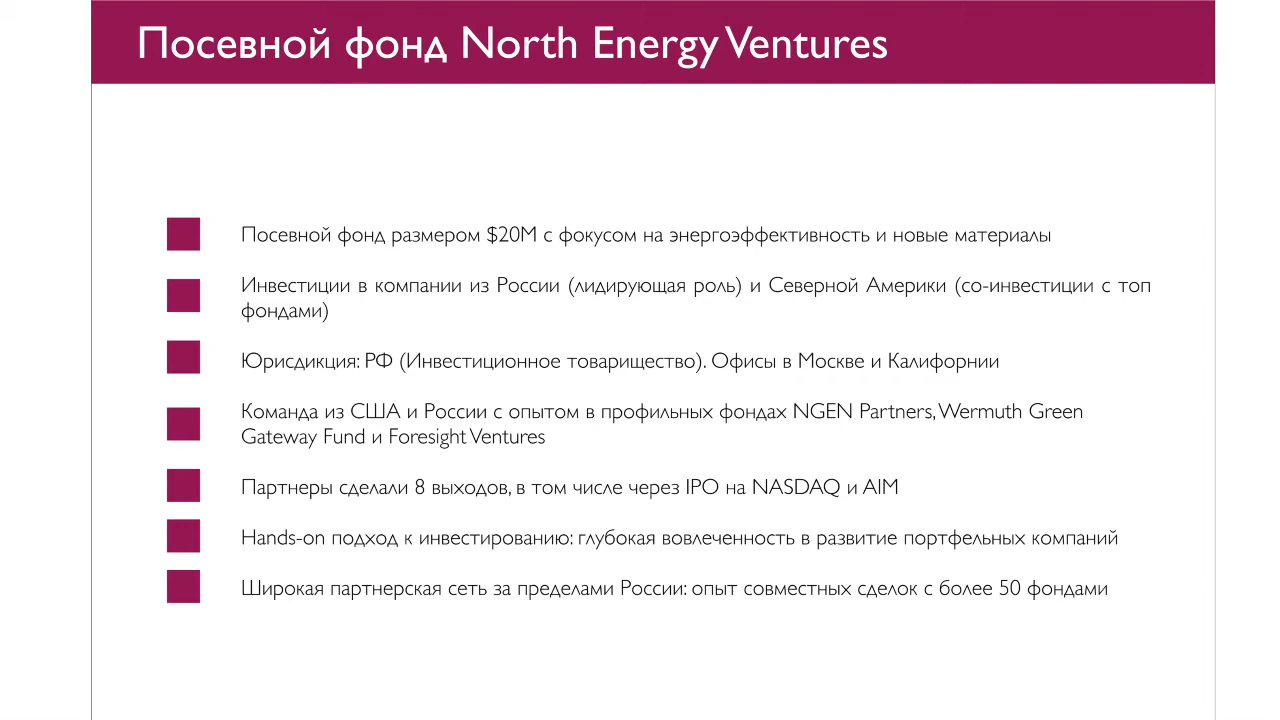 Посевной фонд North Energy Ventures
Посевной фонд размером $20M с фокусом на энергоэффективность и новые материалы
Инвестиции в компании из России (лидирующая роль) и Северной Америки (со-инвестиции с топ
фондами)
Юрисдикция: РФ (Инвестиционное товарищество). Офисы в Москве и Калифорнии
Команда из США и России с опытом в профильных фондах NGEN Partners, Wermuth Green
Gateway Fund и Foresight Ventures
Партнеры сделали 8 выходов, в том числе через IPO на NASDAQ и AIM
Hands-on подход к инвестированию: глубокая вовлеченность в развитие портфельных компаний
Широкая партнерская сеть за пределами России: опыт совместных сделок с более 50 фондами